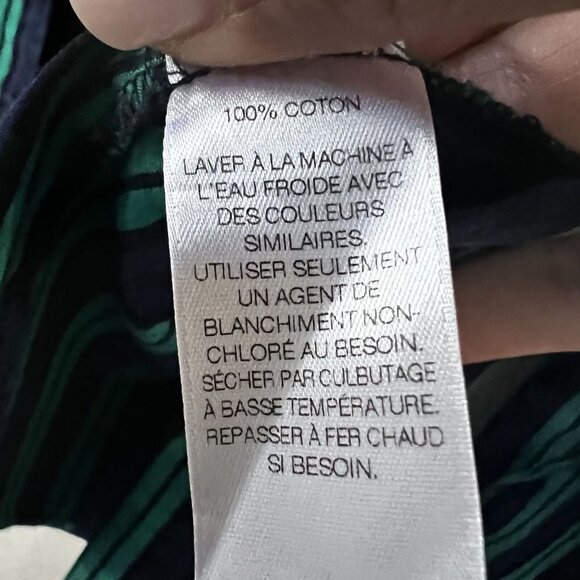 100% COTON
LAVER À LA MACHINE À
L'EAU FROIDE AVEC
DES COULEURS
SIMILAIRES.
UTILISER SEULEMENT
UN AGENT DE
BLANCHIMENT NON-
CHLORÉ AU BESOIN.
SÉCHER PAR CULBUTAGE
À BASSE TEMPÉRATURE.
REPASSER À FER CHAUD
SI BESOIN.